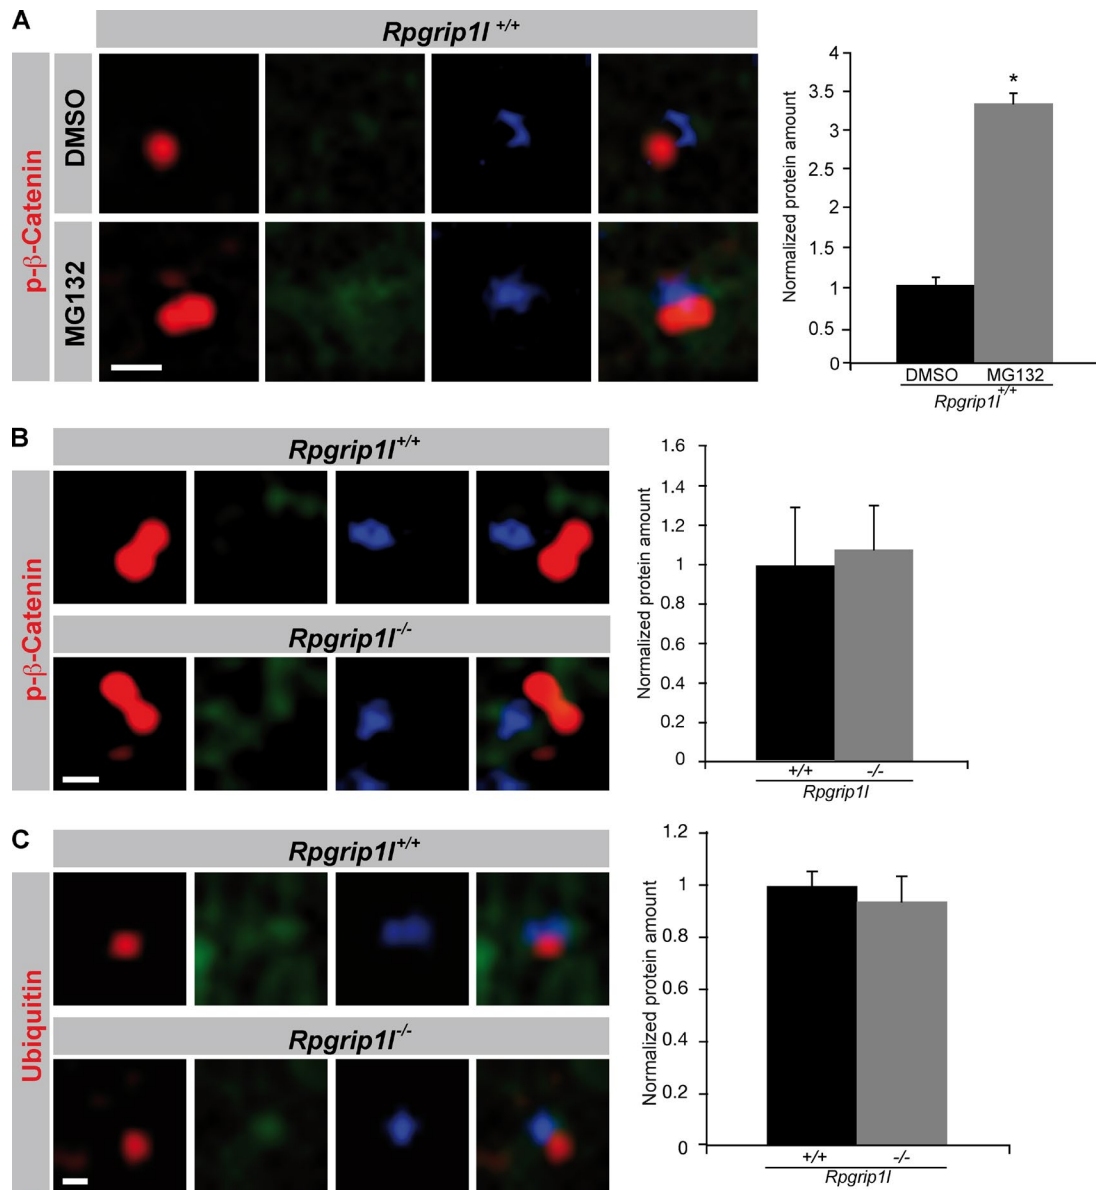 A
Rpgrip1l +/+
p-β-Catenin
DMSO
MG132
Normalized protein amount
4
3.5
3
2.5
2
1.5
1
0.5
0
*
DMSO MG132
Rpgrip1l +/+
B
Rpgrip1l+/+
p-β-Catenin
Rpgrip1l-/-
Normalized protein amount
1.6
1.4
1.2
1
0.8
0.6
0.4
0.2
0
+/+ -/-
Rpgrip1l
C
Rpgrip1l+/+
Ubiquitin
Rpgrip1l-/-
Normalized protein amount
1.2
1
0.8
0.6
0.4
0.2
0
+/+ -/-
Rpgrip1l